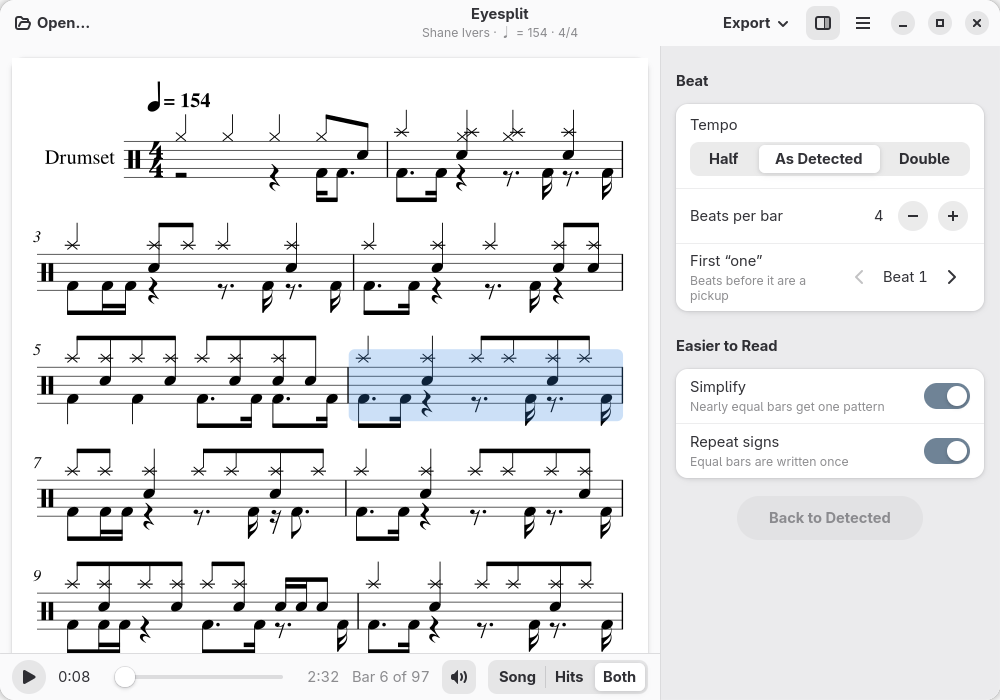 Open...
Eyesplit
Shane Ivers · ♩ = 154 · 4/4
Export
= 154
Drumset
4
4
3
5
7
9
Beat
Tempo
Half
As Detected
Double
Beats per bar
4
First “one”
Beats before it are a
pickup
Beat 1
Easier to Read
Simplify
Nearly equal bars get one pattern
Repeat signs
Equal bars are written once
Back to Detected
0:08
2:32
Bar 6 of 97
Song
Hits
Both